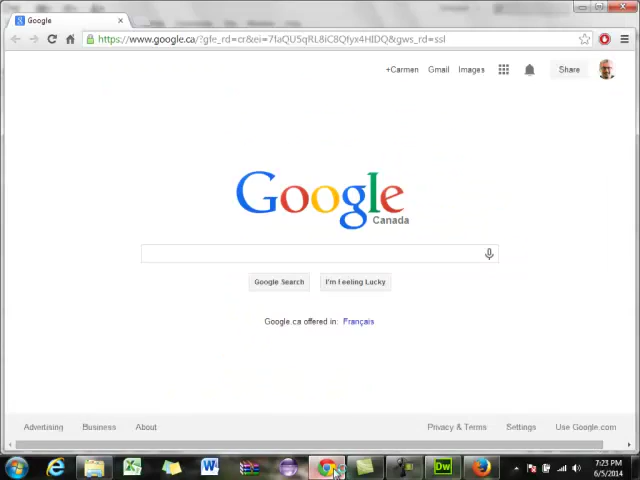 Google
https://www.google.ca/?gfe_rd=cr&ei=7faQU5qRL8iC8Qfyx4HIDQ&gws_rd=ssl
+Carmen Gmail Images Share
Google
Canada
Google Search I'm Feeling Lucky
Google.ca offered in: Français
Advertising Business About Privacy & Terms Settings Use Google.com
Dw
7:23 PM
6/5/2014